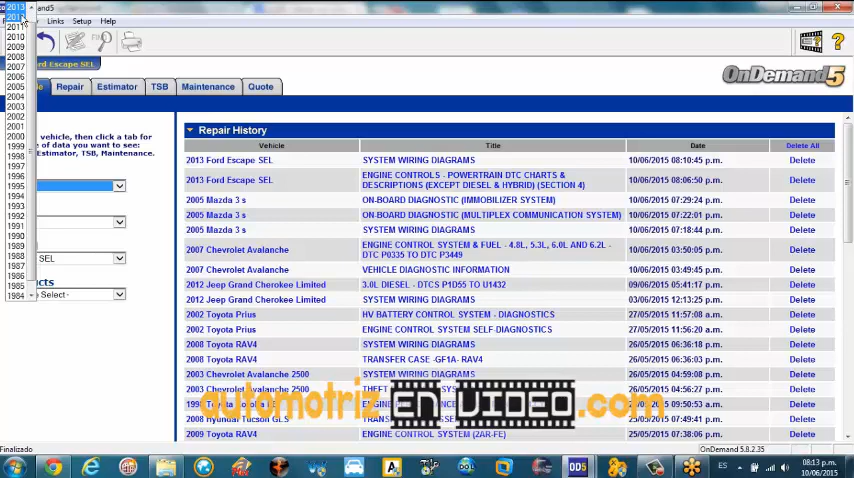 and5
Links Setup Help
rd Escape SEL
Repair Estimator TSB Maintenance Quote
OnDemand5
2013
2012
2011
2010
2009
2008
2007
2006
2005
2004
2003
2002
2001
2000
1999
1998
1997
1996
1995
1994
1993
1992
1991
1990
1989
1988
1987
1986
1985
1984
vehicle, then click a tab for
of data you want to see:
Estimator, TSB, Maintenance.
SEL
ucts
Select -
Repair History
Vehicle Title Date Delete All
2013 Ford Escape SEL SYSTEM WIRING DIAGRAMS 10/06/2015 08:10:45 p.m. Delete
2013 Ford Escape SEL ENGINE CONTROLS - POWERTRAIN DTC CHARTS & DESCRIPTIONS (EXCEPT DIESEL & HYBRID) (SECTION 4) 10/06/2015 08:06:50 p.m. Delete
2005 Mazda 3 s ON-BOARD DIAGNOSTIC (IMMOBILIZER SYSTEM) 10/06/2015 07:29:24 p.m. Delete
2005 Mazda 3 s ON-BOARD DIAGNOSTIC (MULTIPLEX COMMUNICATION SYSTEM) 10/06/2015 07:22:01 p.m. Delete
2005 Mazda 3 s SYSTEM WIRING DIAGRAMS 10/06/2015 07:18:44 p.m. Delete
2007 Chevrolet Avalanche ENGINE CONTROL SYSTEM & FUEL - 4.8L, 5.3L, 6.0L AND 6.2L - DTC P0335 TO DTC P3449 10/06/2015 03:50:05 p.m. Delete
2007 Chevrolet Avalanche VEHICLE DIAGNOSTIC INFORMATION 10/06/2015 03:49:45 p.m. Delete
2012 Jeep Grand Cherokee Limited 3.0L DIESEL - DTCS P1D55 TO U1432 09/06/2015 05:41:17 p.m. Delete
2012 Jeep Grand Cherokee Limited SYSTEM WIRING DIAGRAMS 03/06/2015 12:13:25 p.m. Delete
2002 Toyota Prius HV BATTERY CONTROL SYSTEM - DIAGNOSTICS 27/05/2015 11:57:08 a.m. Delete
2002 Toyota Prius ENGINE CONTROL SYSTEM SELF-DIAGNOSTICS 27/05/2015 11:56:20 a.m. Delete
2008 Toyota RAV4 SYSTEM WIRING DIAGRAMS 26/05/2015 06:36:18 p.m. Delete
2008 Toyota RAV4 TRANSFER CASE -GF1A- RAV4 26/05/2015 06:36:03 p.m. Delete
2003 Chevrolet Avalanche 2500 SYSTEM WIRING DIAGRAMS 26/05/2015 04:59:08 p.m. Delete
2003 Chevrolet Avalanche 2500 THEFT 26/05/2015 04:56:27 p.m. Delete
Toyota 25/05/2015 09:50:53 p.m. Delete
2008 Hyundai Tucson GLS SYSTEM 25/05/2015 07:49:41 p.m. Delete
2009 Toyota RAV4 ENGINE CONTROL SYSTEM (2AR-FE) 25/05/2015 07:38:06 p.m. Delete
automotriz EN VIDEO.com
Finalizado OnDemand 5.8.2.35
OD5 ES 08:13 p.m.
10/06/2015